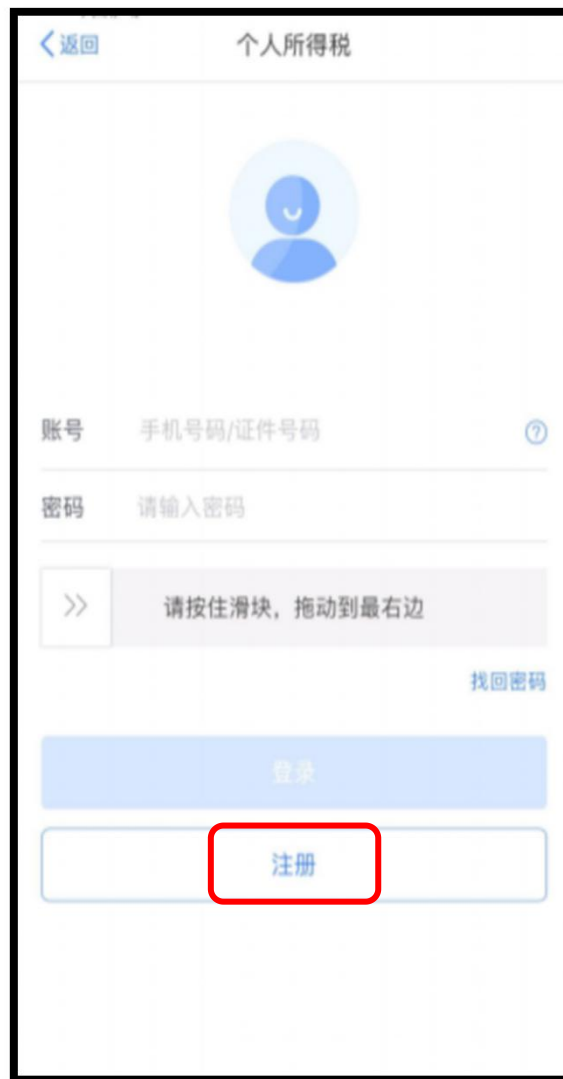 返回
个人所得税
账号 手机号码/证件号码
密码 请输入密码
请按住滑块，拖动到最右边
找回密码
登录
注册